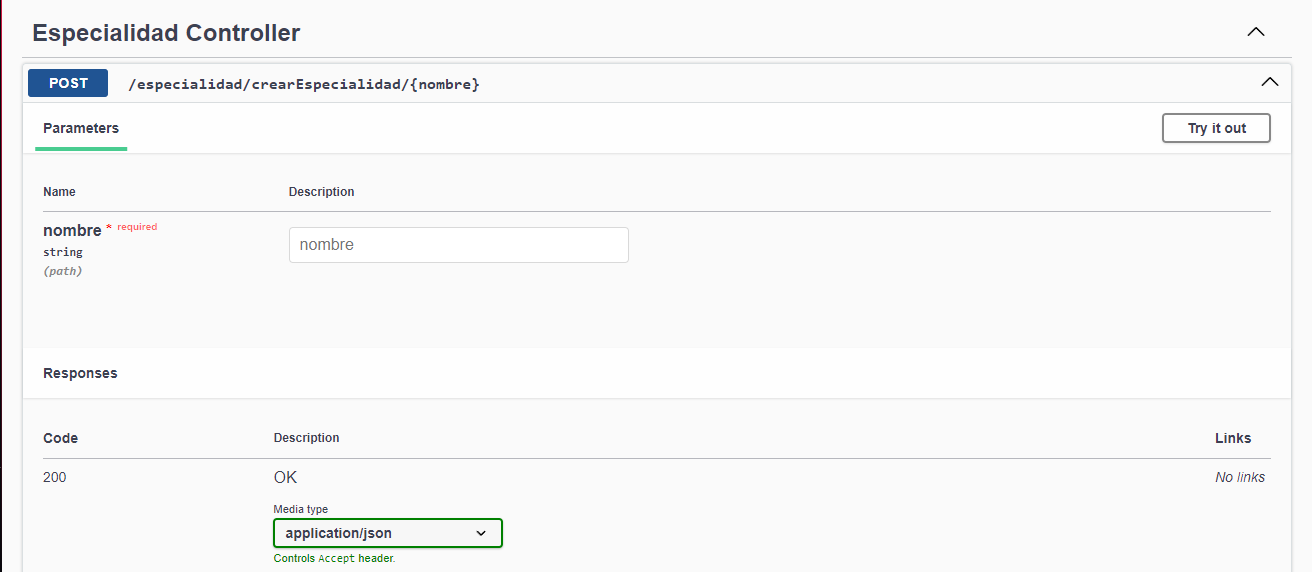 Especialidad Controller
POST /especialidad/crearEspecialidad/{nombre}
Parameters Try it out
Name Description
nombre * required
string
(path)
nombre
Responses
Code Description Links
200 OK No links
Media type
application/json
Controls Accept header.